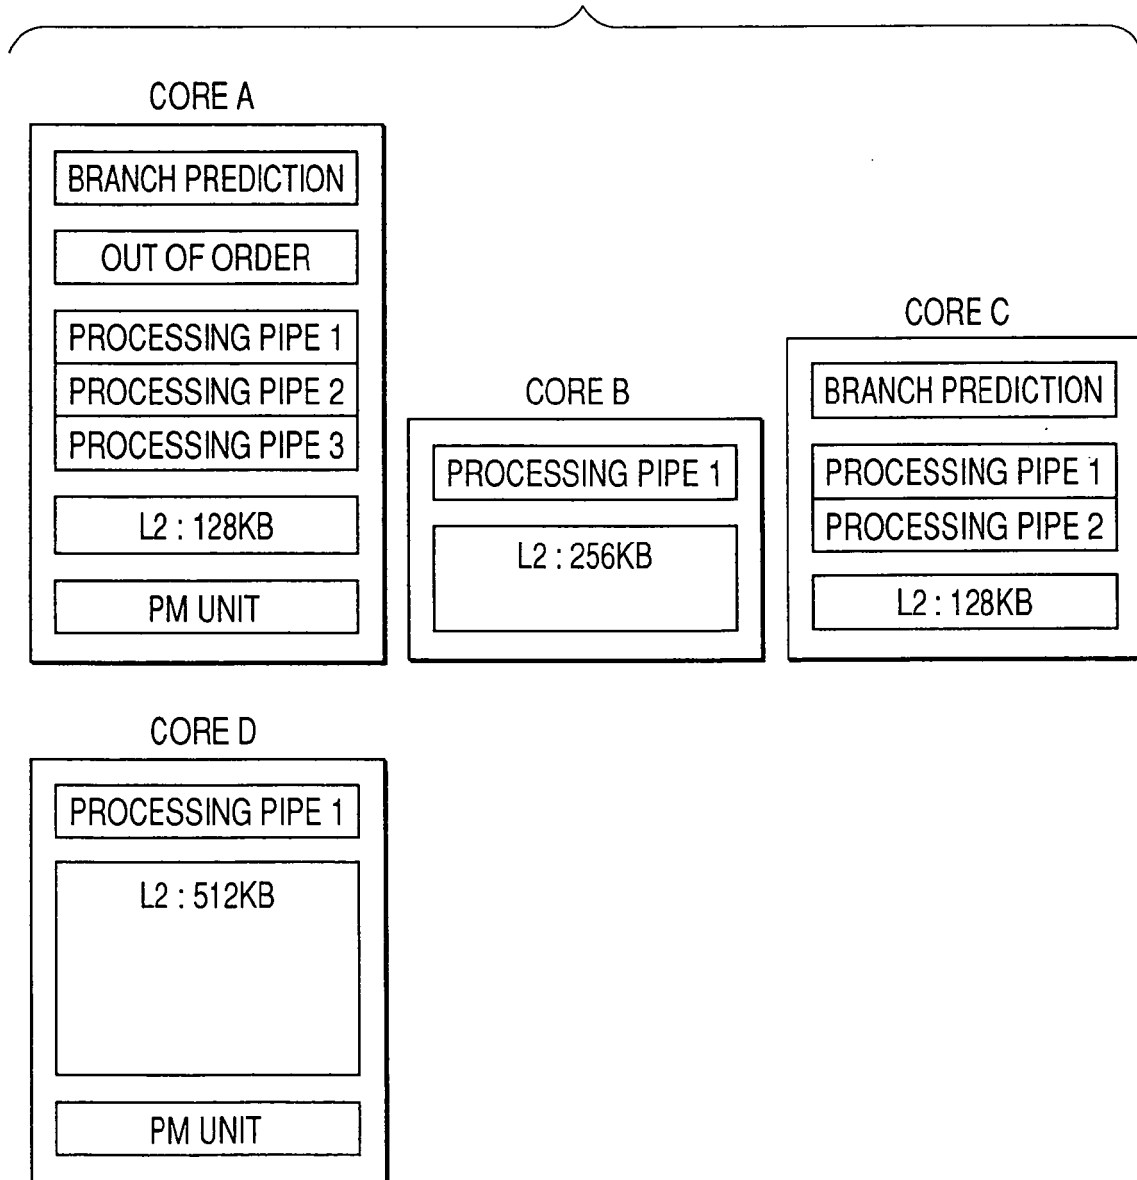 CORE A
BRANCH PREDICTION
OUT OF ORDER
PROCESSING PIPE 1
PROCESSING PIPE 2
PROCESSING PIPE 3
L2 : 128KB
PM UNIT
CORE B
PROCESSING PIPE 1
L2 : 256KB
CORE C
BRANCH PREDICTION
PROCESSING PIPE 1
PROCESSING PIPE 2
L2 : 128KB
CORE D
PROCESSING PIPE 1
L2 : 512KB
PM UNIT